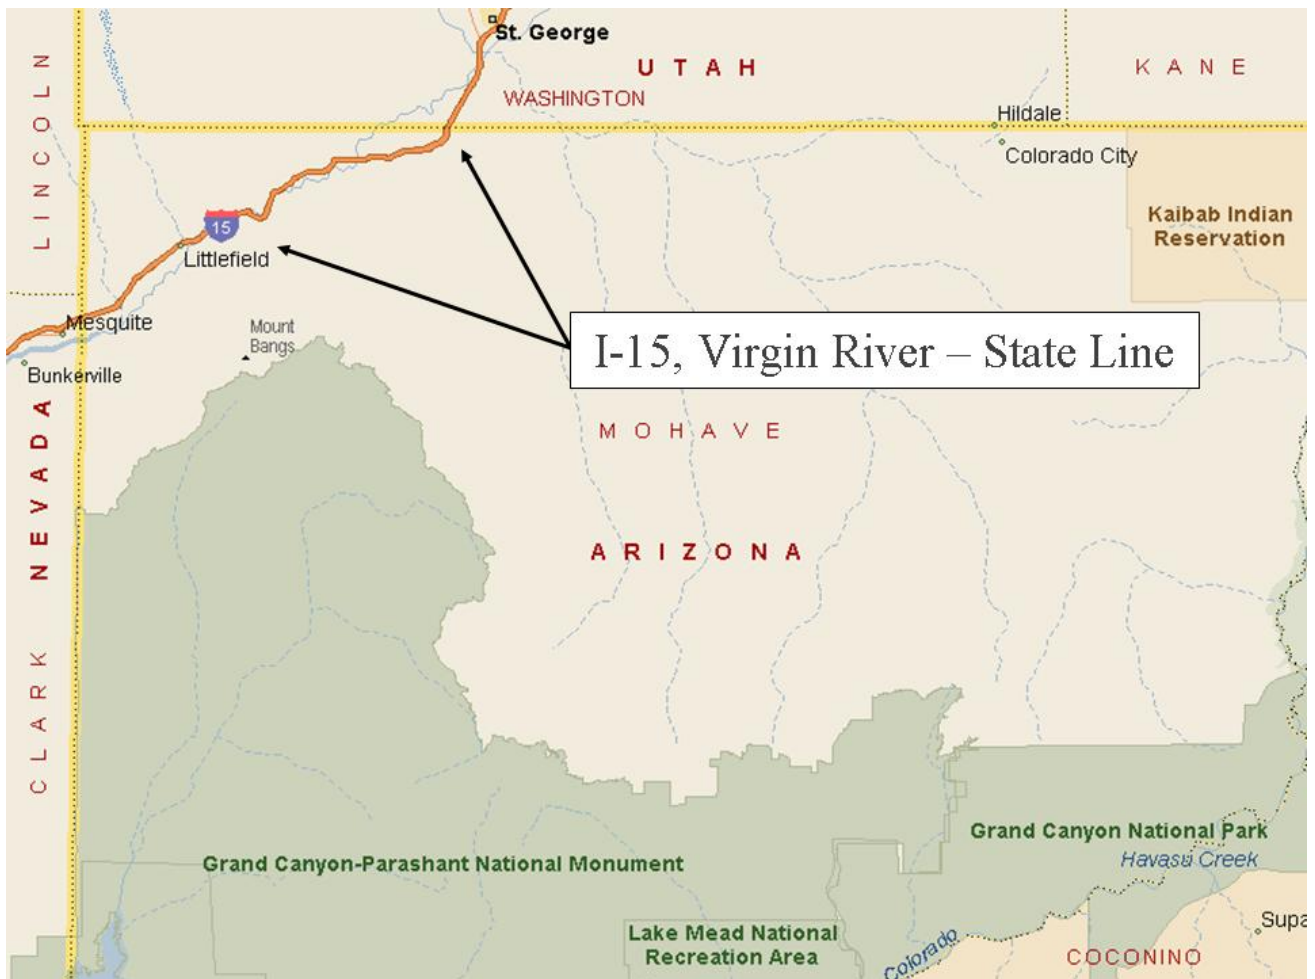 St. George
UTAH
KANE
WASHINGTON
LINCOLN
Hildale
Colorado City
Kaibab Indian
Reservation
15
Littlefield
Mesquite
Mount
Bangs
Bunkerville
I-15, Virgin River – State Line
NEVADA
MOHAVE
ARIZONA
CLARK
Grand Canyon National Park
Havasu Creek
Grand Canyon-Parashant National Monument
Lake Mead National
Recreation Area
Colorado
Supa
COCONINO